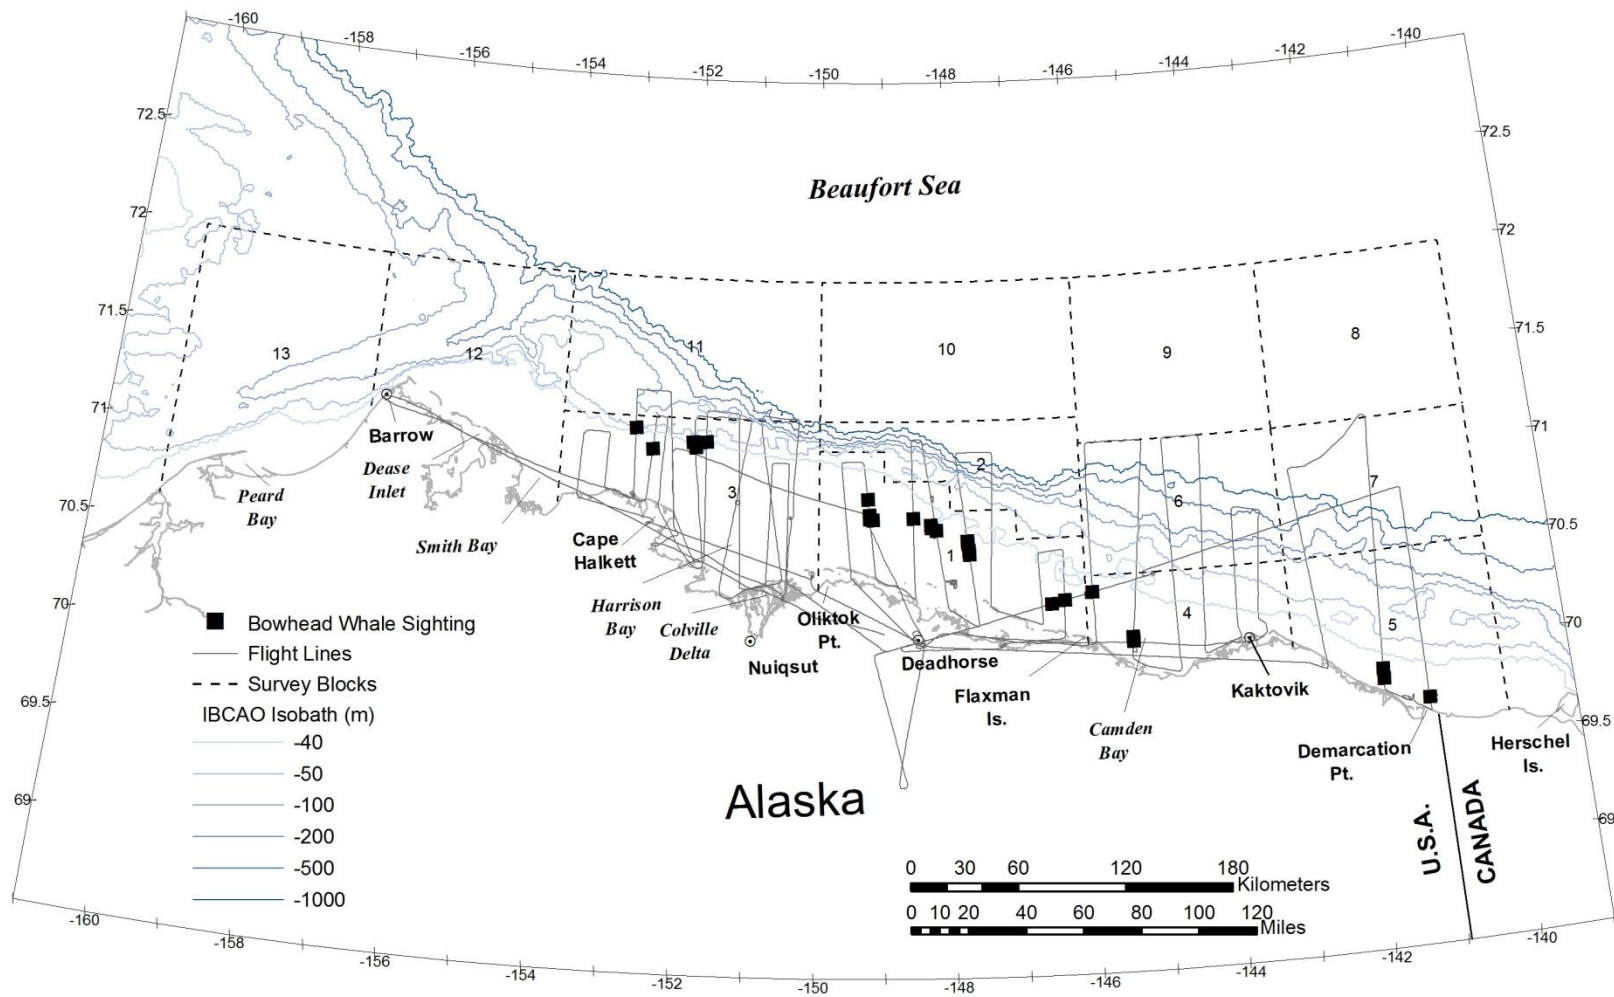 -160
-158
-156
-154
-152
-150
-148
-146
-144
-142
-140
72.5
72.5
Beaufort Sea
72
72
71.5
71.5
13
12
11
10
9
8
71
71
Barrow
Dease
Inlet
Peard
Bay
Smith Bay
Cape
Halkett
3
2
1
6
7
70.5
70.5
Harrison
Bay
Colville
Delta
Oliktok
Pt.
Nuiqsut
Deadhorse
Flaxman
Is.
4
5
Kaktovik
Camden
Bay
Demarcation
Pt.
Herschel
Is.
70
70
69.5
69.5
69
69
Bowhead Whale Sighting
Flight Lines
Survey Blocks
IBCAO Isobath (m)
-40
-50
-100
-200
-500
-1000
Alaska
U.S.A.
CANADA
0 30 60 120 180
Kilometers
0 10 20 40 60 80 100 120
Miles
-160
-158
-156
-154
-152
-150
-148
-146
-144
-142
-140